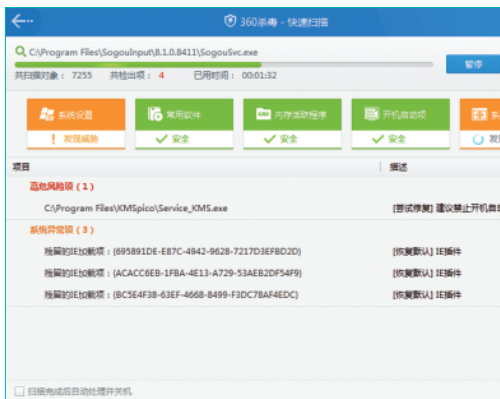 360杀毒 - 快速扫描
C:\Program Files\SogouInput\8.1.0.8411\SogouSvc.exe
共扫描对象： 7255 共检出项： 4 已用时间： 00:01:32
暂停
系统设置 常用软件 内存活跃程序 开机启动项 系
! 发现威胁 安全 安全 安全 发
项目 描述
高危风险项 ( 1 )
C:\Program Files\KMSpico\Service_KMS.exe [尝试修复] 建议禁止开机自动
系统异常项 ( 3 )
残留的IE加载项：{695891DE-E87C-4942-9628-7217D3EFBD2D} [恢复默认] IE插件
残留的IE加载项：{ACACC6EB-1FBA-4E13-A729-53AEB2DF54F9} [恢复默认] IE插件
残留的IE加载项：{BC5E4F38-63EF-4668-8499-F3DC7BAF4EDC} [恢复默认] IE插件
扫描完成后自动处理并关机